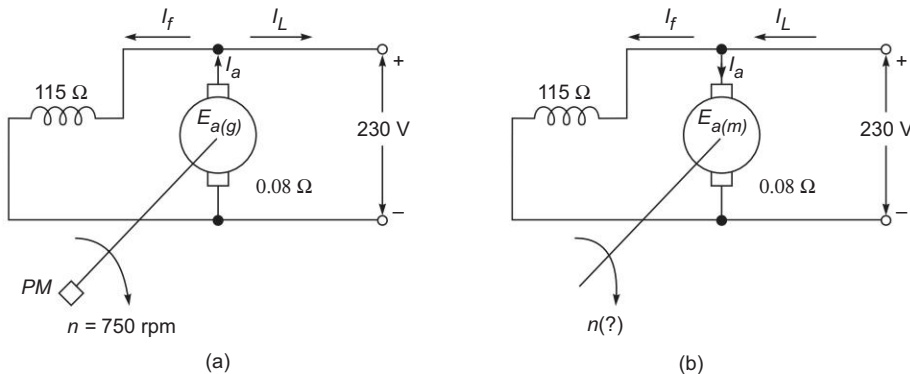 I_f I_L
I_a
+
115 Ω
E_a(g)
230 V
0.08 Ω
–
PM
n = 750 rpm
(a)
I_f I_L
I_a
+
115 Ω
E_a(m)
230 V
0.08 Ω
–
n(?)
(b)